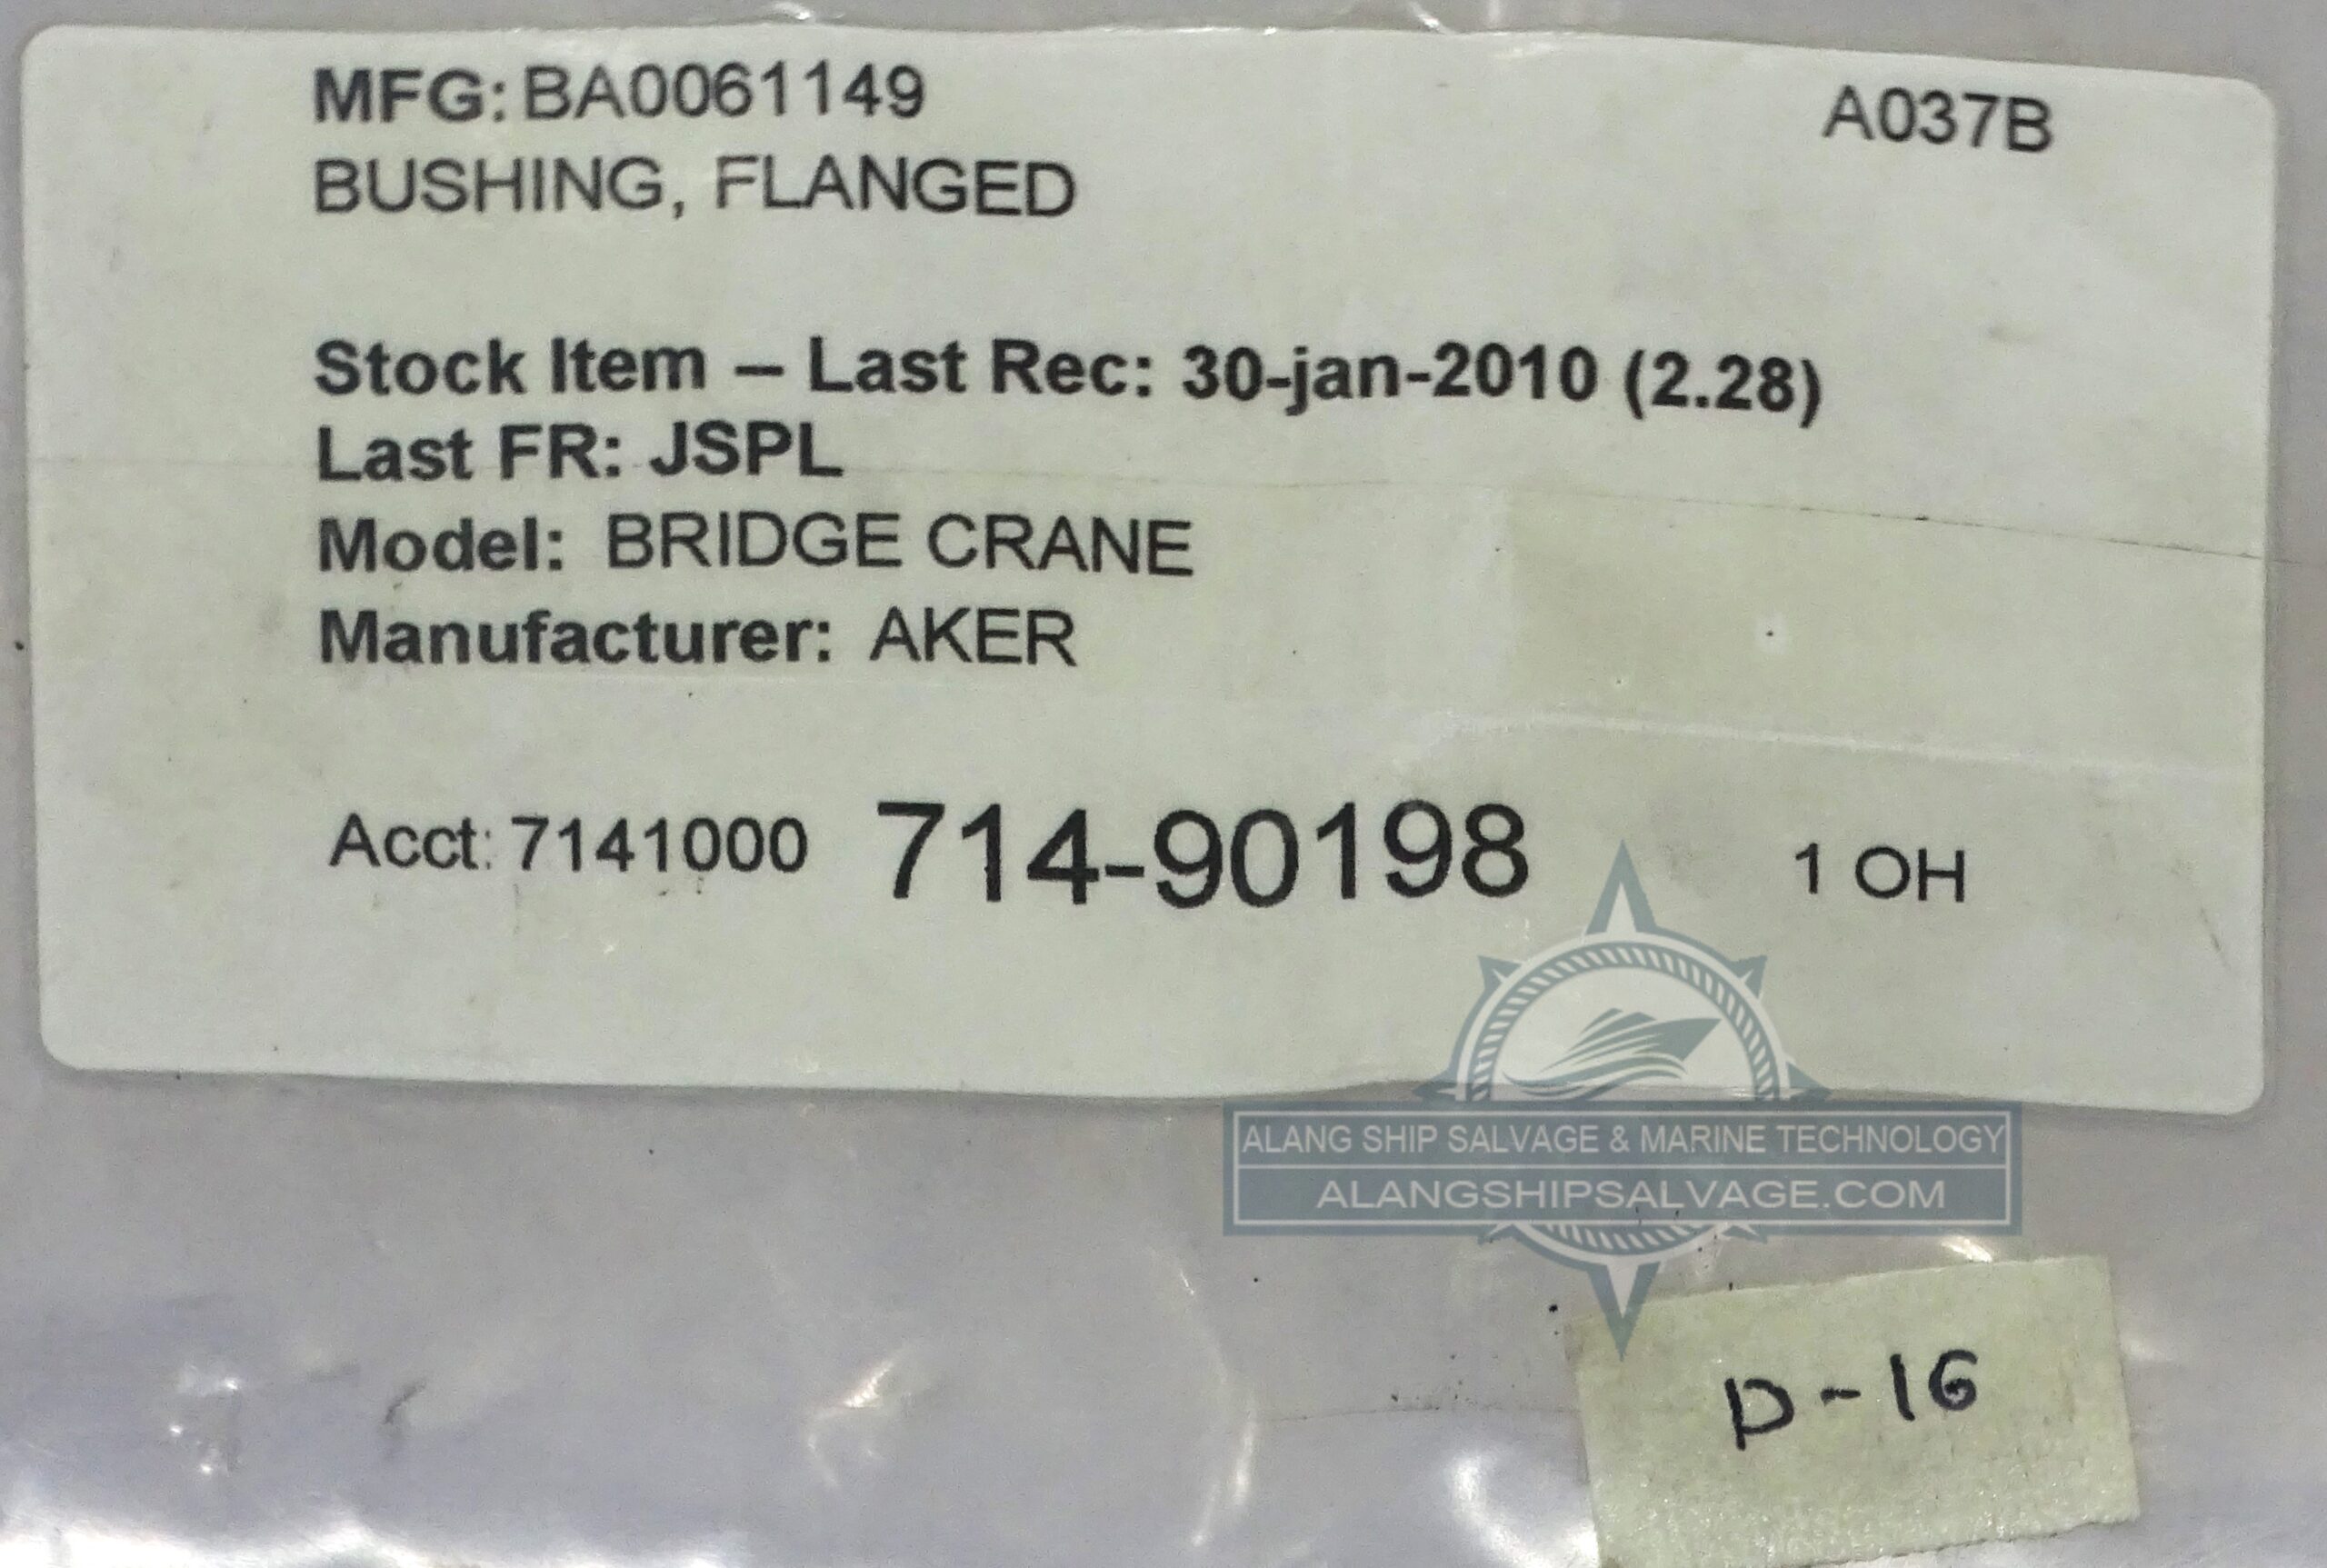 MFG: BA0061149
A037B
BUSHING, FLANGED
Stock Item – Last Rec: 30-jan-2010 (2.28)
Last FR: JSPL
Model: BRIDGE CRANE
Manufacturer: AKER
Acct: 7141000 714-90198 1 OH
ALANG SHIP SALVAGE & MARINE TECHNOLOGY
ALANGSHIPSALVAGE.COM
D-16